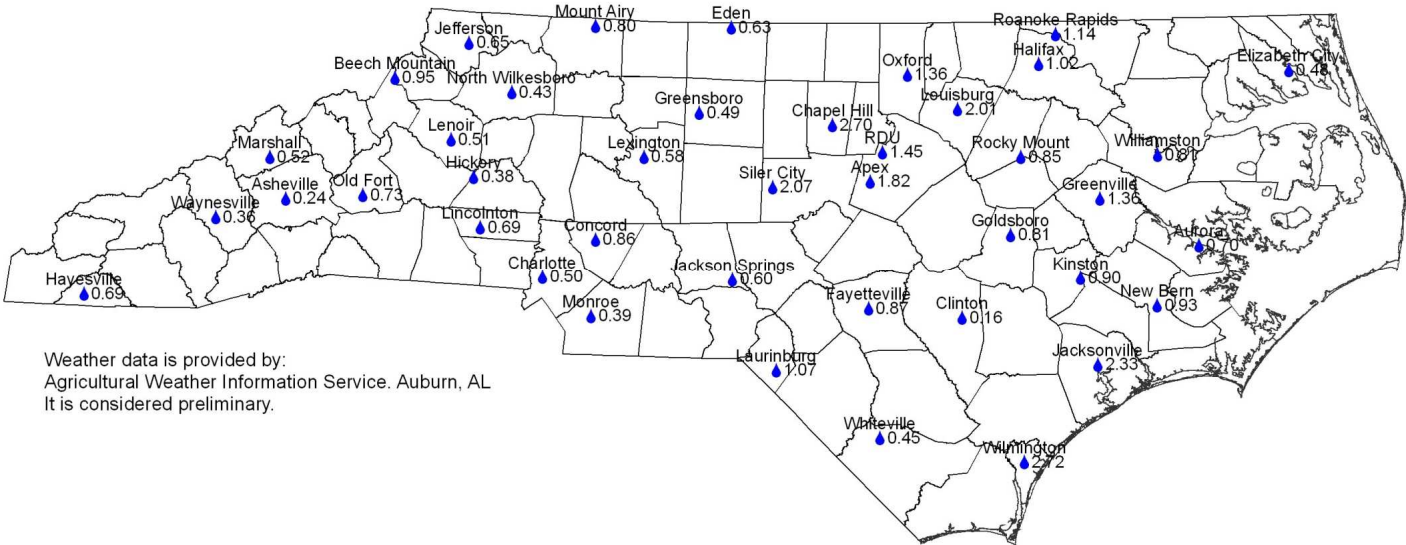 Mount Airy
0.80
Eden
0.63
Roanoke Rapids
1.14
Jefferson
0.65
Halifax
1.02
Elizabeth City
0.48
Beech Mountain
0.95
North Wilkesboro
0.43
Oxford
1.36
Greensboro
0.49
Chapel Hill
2.70
Louisburg
2.01
Lenoir
0.51
Marshall
0.52
Lexington
0.58
RDU
1.45
Rocky Mount
0.85
Williamston
0.81
Hickory
0.38
Asheville
0.24
Old Fort
0.73
Siler City
2.07
Apex
1.82
Greenville
1.36
Waynesville
0.36
Lincolnton
0.69
Concord
0.86
Goldsboro
0.81
Aurora
0.70
Hayesville
0.69
Charlotte
0.50
Jackson Springs
0.60
Kinston
0.90
New Bern
0.93
Monroe
0.39
Fayetteville
0.87
Clinton
0.16
Laurinburg
1.07
Jacksonville
2.33
Whiteville
0.45
Wilmington
2.72
Weather data is provided by:
Agricultural Weather Information Service. Auburn, AL
It is considered preliminary.